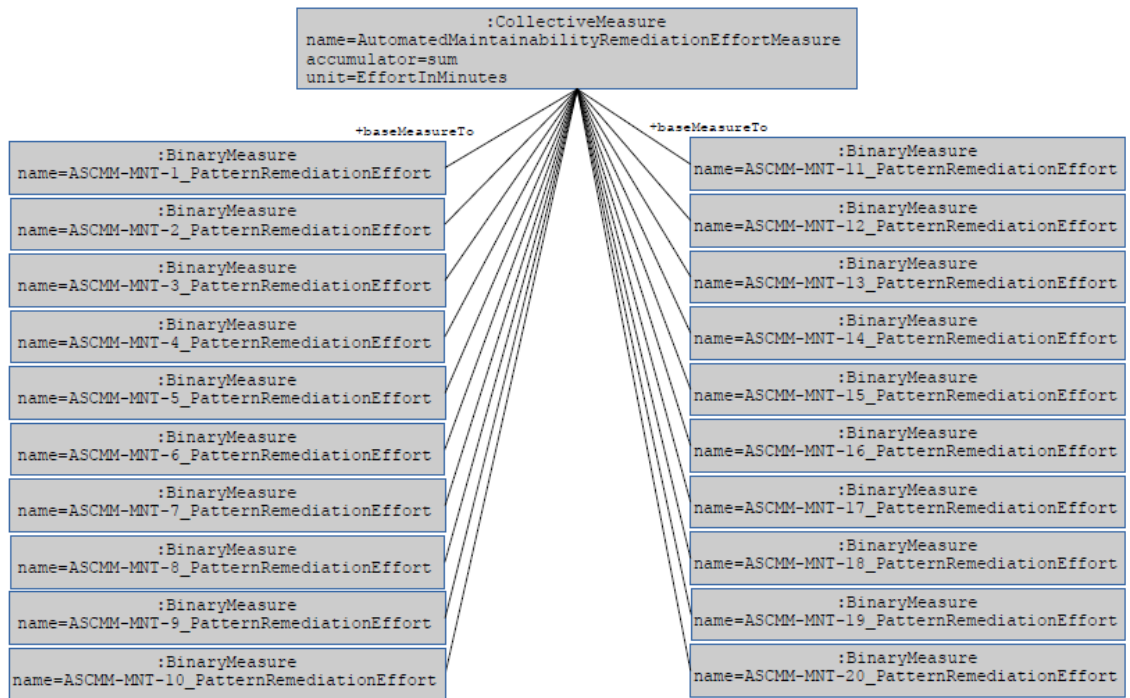 :CollectiveMeasure
name=AutomatedMaintainabilityRemediationEffortMeasure
accumulator=sum
unit=EffortInMinutes
+baseMeasureTo
:BinaryMeasure
name=ASCMM-MNT-1_PatternRemediationEffort
:BinaryMeasure
name=ASCMM-MNT-2_PatternRemediationEffort
:BinaryMeasure
name=ASCMM-MNT-3_PatternRemediationEffort
:BinaryMeasure
name=ASCMM-MNT-4_PatternRemediationEffort
:BinaryMeasure
name=ASCMM-MNT-5_PatternRemediationEffort
:BinaryMeasure
name=ASCMM-MNT-6_PatternRemediationEffort
:BinaryMeasure
name=ASCMM-MNT-7_PatternRemediationEffort
:BinaryMeasure
name=ASCMM-MNT-8_PatternRemediationEffort
:BinaryMeasure
name=ASCMM-MNT-9_PatternRemediationEffort
:BinaryMeasure
name=ASCMM-MNT-10_PatternRemediationEffort
+baseMeasureTo
:BinaryMeasure
name=ASCMM-MNT-11_PatternRemediationEffort
:BinaryMeasure
name=ASCMM-MNT-12_PatternRemediationEffort
:BinaryMeasure
name=ASCMM-MNT-13_PatternRemediationEffort
:BinaryMeasure
name=ASCMM-MNT-14_PatternRemediationEffort
:BinaryMeasure
name=ASCMM-MNT-15_PatternRemediationEffort
:BinaryMeasure
name=ASCMM-MNT-16_PatternRemediationEffort
:BinaryMeasure
name=ASCMM-MNT-17_PatternRemediationEffort
:BinaryMeasure
name=ASCMM-MNT-18_PatternRemediationEffort
:BinaryMeasure
name=ASCMM-MNT-19_PatternRemediationEffort
:BinaryMeasure
name=ASCMM-MNT-20_PatternRemediationEffort